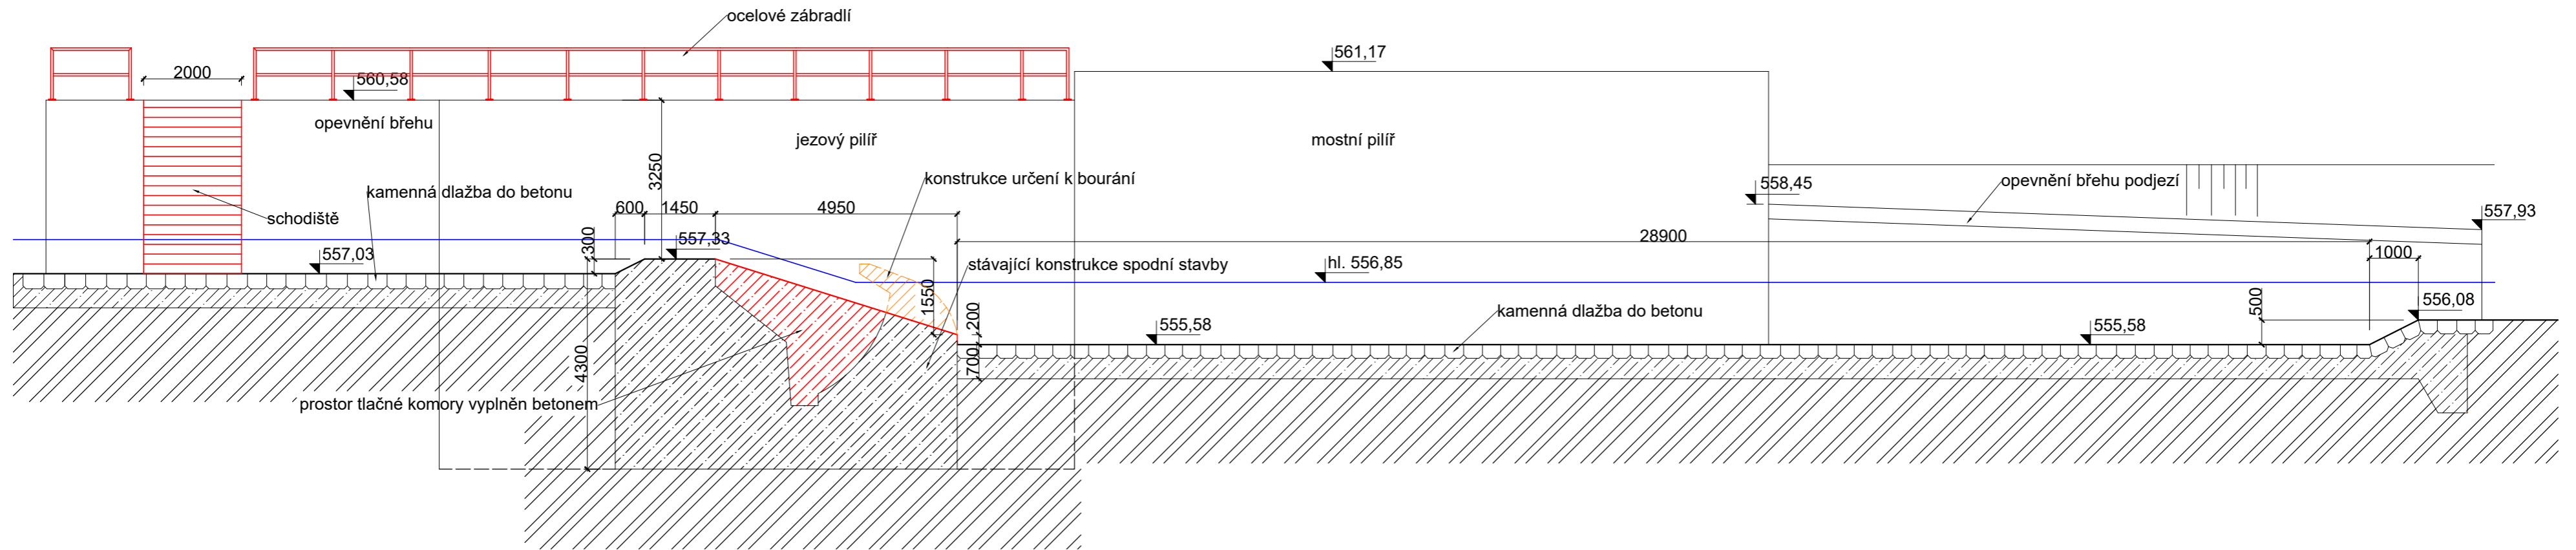 ocelové zábradlí
561,17
2000
560,58
opevnění břehu
jezový pilíř
mostní pilíř
3250
konstrukce určení k bourání
opevnění břehu podjezí
558,45
kamenná dlažba do betonu
schodiště
600
1450
4950
557,93
28900
557,33
300
557,03
1000
stávající konstrukce spodní stavby
hl. 556,85
1550
500
556,08
200
kamenná dlažba do betonu
555,58
555,58
700
4300
prostor tlačné komory vyplněn betonem